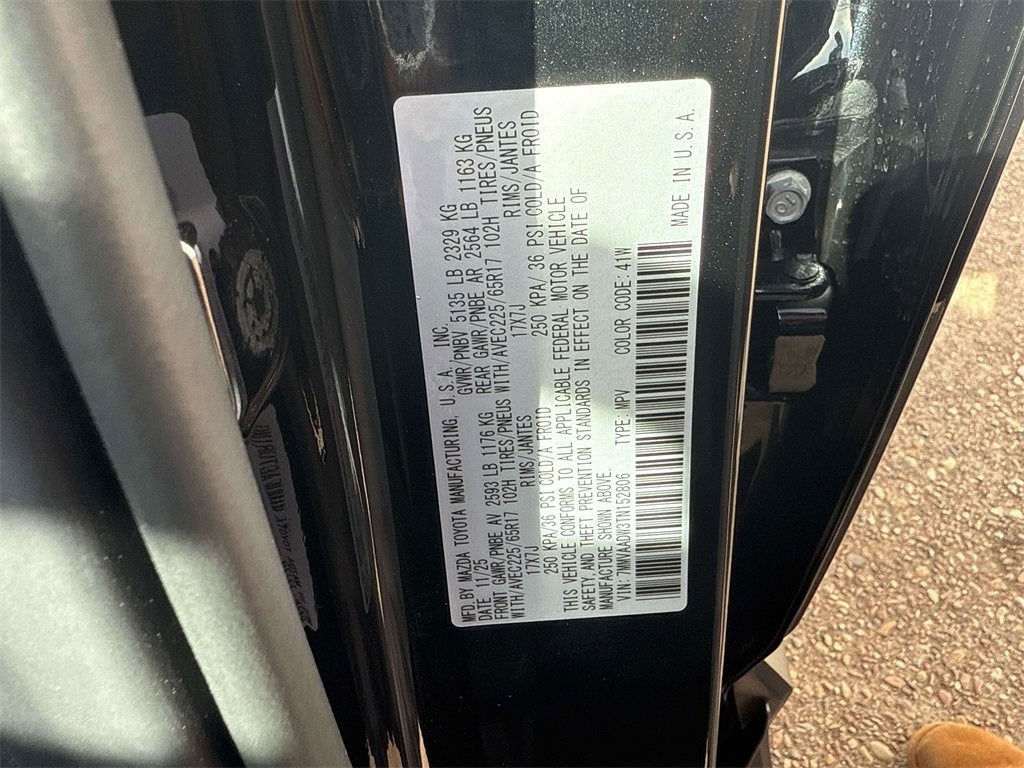 MFD. BY MAZDA TOYOTA MANUFACTURING, U.S.A. INC.
DATE 11/25 GVWR/PNBV 5135 LB 2329 KG
FRONT GAWR/PNBE AV 2593 LB 1176 KG REAR GAWR/PNBE AR 2564 LB 1163 KG
WITH/AVEC225/65R17 102H TIRES/PNEUS WITH/AVEC225/65R17 102H TIRES/PNEUS
17X7J RIMS/JANTES 17X7J RIMS/JANTES
250 KPA/36 PSI COLD/A FROID 250 KPA/36 PSI COLD/A FROID
THIS VEHICLE CONFORMS TO ALL APPLICABLE FEDERAL MOTOR VEHICLE
SAFETY, AND THEFT PREVENTION STANDARDS IN EFFECT ON THE DATE OF
MANUFACTURE SHOWN ABOVE.
VIN: 7MMVAADW3TN152806 TYPE: MPV COLOR CODE: 41W
MADE IN U.S.A.